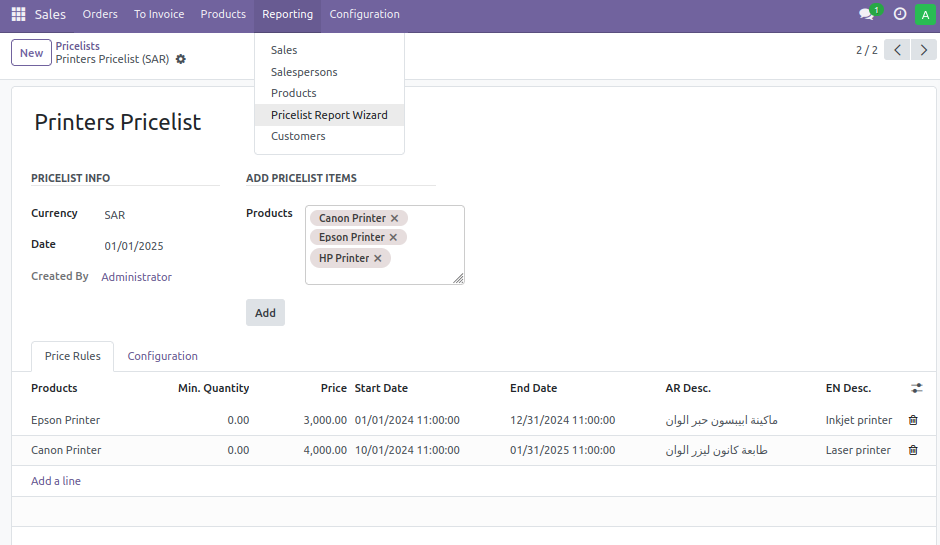 Sales Orders To Invoice Products Reporting Configuration 1 A
New Pricelists 2 / 2
Printers Pricelist (SAR)
Sales
Salespersons
Products
Pricelist Report Wizard
Customers
Printers Pricelist
PRICELIST INFO ADD PRICELIST ITEMS
Currency SAR Products Canon Printer ×
Epson Printer ×
Date 01/01/2025
HP Printer ×
Created By Administrator
Add
Price Rules Configuration
Products Min. Quantity Price Start Date End Date AR Desc. EN Desc.
Epson Printer 0.00 3,000.00 01/01/2024 11:00:00 12/31/2024 11:00:00 ماكينة ابيبسون حبر الوان Inkjet printer
Canon Printer 0.00 4,000.00 10/01/2024 11:00:00 01/31/2025 11:00:00 طابعة كانون ليزر الوان Laser printer
Add a line